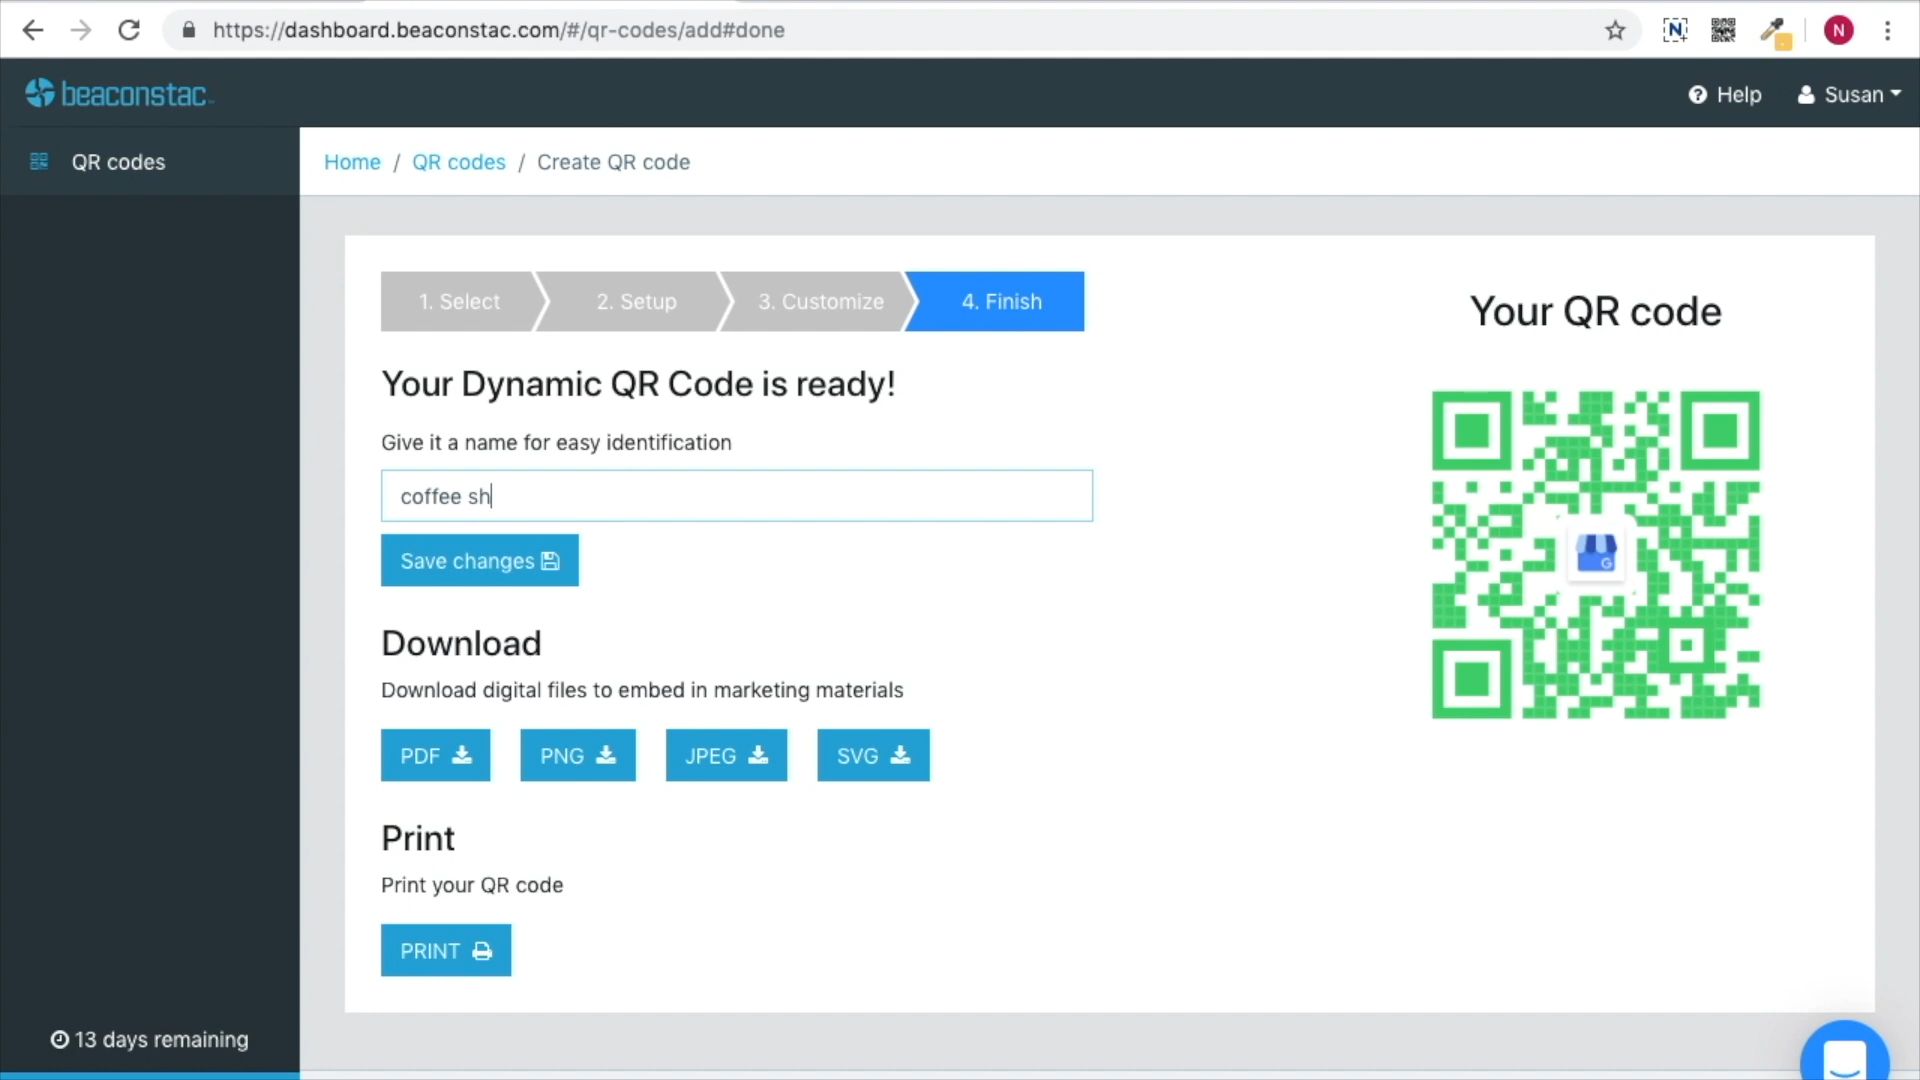 https://dashboard.beaconstac.com/#/qr-codes/add#done
N
N
beaconstac
Help
Susan
QR codes
Home / QR codes / Create QR code
1. Select
2. Setup
3. Customize
4. Finish
Your QR code
Your Dynamic QR Code is ready!
Give it a name for easy identification
coffee sh
Save changes
G
Download
Download digital files to embed in marketing materials
PDF
PNG
JPEG
SVG
Print
Print your QR code
PRINT
13 days remaining